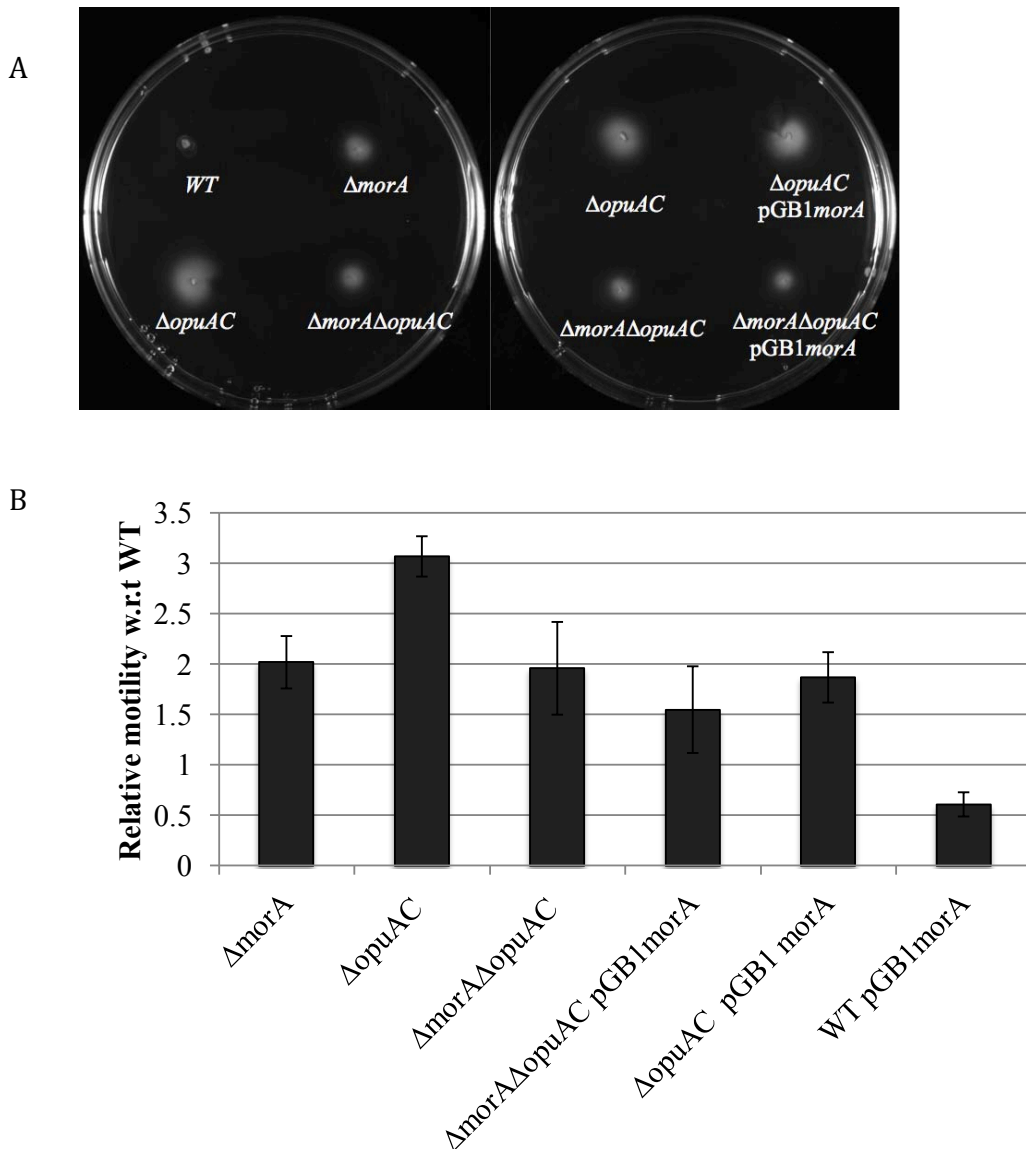 A
WT
ΔmorA
ΔopuAC
ΔmorAΔopuAC
ΔopuAC
ΔopuAC
pGB1morA
ΔmorAΔopuAC
ΔmorAΔopuAC
pGB1morA
B
Relative motility w.r.t WT
3.5
3
2.5
2
1.5
1
0.5
0
ΔmorA
ΔopuAC
ΔmorAΔopuAC
ΔmorAΔopuAC pGB1morA
ΔopuAC pGB1 morA
WT pGB1morA